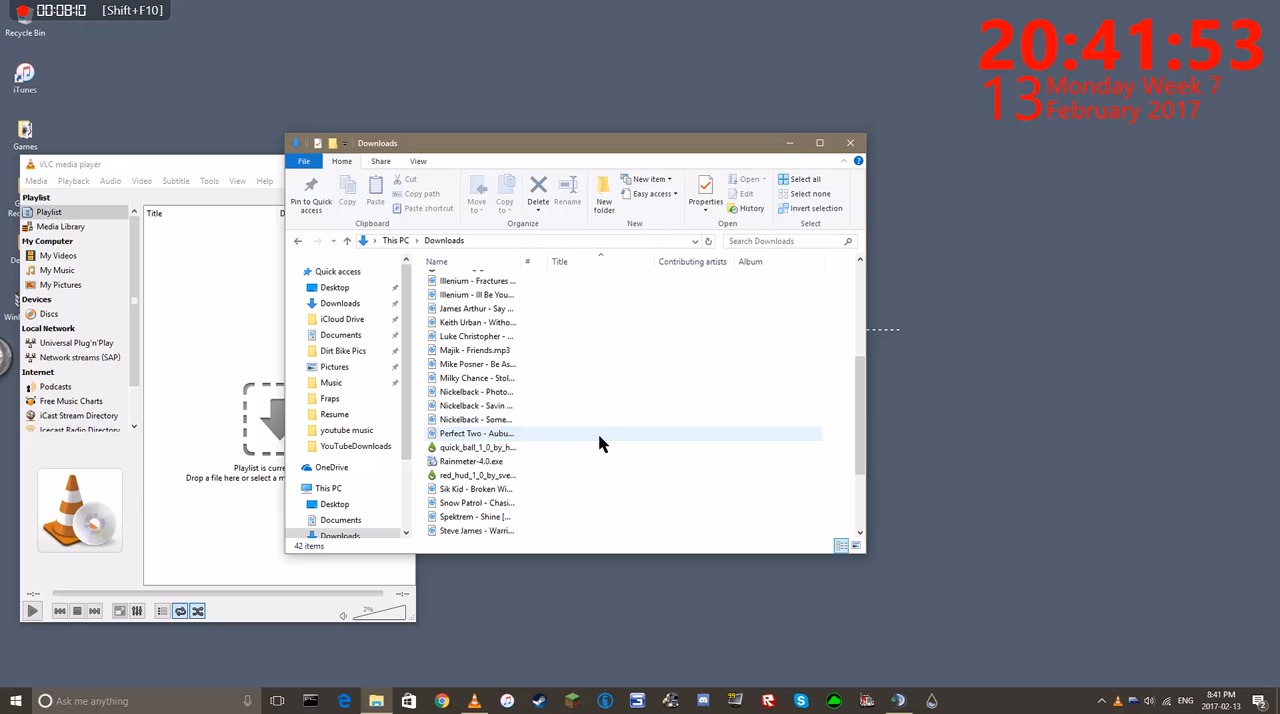 00:08:10 [Shift+F10]
Recycle Bin
iTunes
Games
20:41:53
13 Monday Week 7
February 2017
VLC media player
Media Playback Audio Video Subtitle Tools View Help
Playlist
Playlist
Media Library
My Computer
My Videos
My Music
My Pictures
Devices
Discs
Local Network
Universal Plug'n'Play
Network streams (SAP)
Internet
Podcasts
Free Music Charts
iCast Stream Directory
Icecast Radio Directory
Title
D
Playlist is curre
Drop a file here or select a m
--:--
--:--
2%
Downloads
File Home Share View
Pin to Quick access
Copy
Paste
Cut
Copy path
Paste shortcut
Clipboard
Move to
Copy to
Delete
Rename
Organize
New folder
New item
Easy access
New
Properties
Open
Edit
History
Open
Select all
Select none
Invert selection
Select
This PC Downloads
Search Downloads
Quick access
Desktop
Downloads
iCloud Drive
Documents
Dirt Bike Pics
Pictures
Music
Fraps
Resume
youtube music
YouTubeDownloads
OneDrive
This PC
Desktop
Documents
Downloads
Name # Title Contributing artists Album
Illenium - Fractures ...
Illenium - Ill Be You...
James Arthur - Say ...
Keith Urban - Witho...
Luke Christopher - ...
Majik - Friends.mp3
Mike Posner - Be As...
Milky Chance - Stol...
Nickelback - Photo...
Nickelback - Savin ...
Nickelback - Some...
Perfect Two - Aubu...
quick_ball_1_0_by_h...
Rainmeter-4.0.exe
red_hud_1_0_by_sve...
Sik Kid - Broken Wi...
Snow Patrol - Chasi...
Spektrem - Shine [...
Steve James - Warri...
42 items
Ask me anything
ENG
8:41 PM
2017-02-13
2